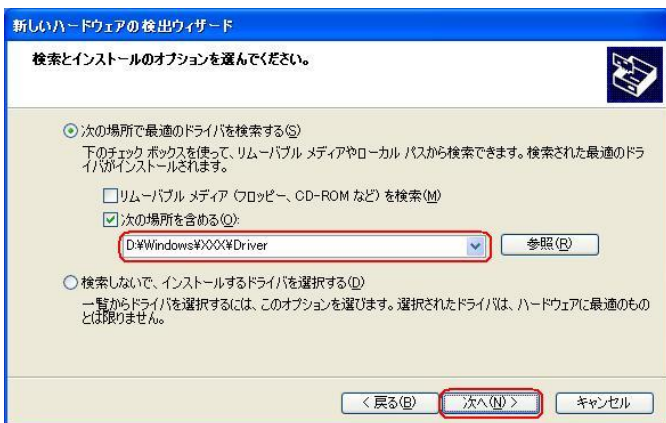 新しいハードウェアの検出ウィザード
検索とインストールのオプションを選んでください。
次の場所で最適のドライバを検索する(S)
下のチェック ボックスを使って、リムーバブル メディアやローカル パスから検索できます。検索された最適のドラ
イバがインストールされます。
リムーバブル メディア (フロッピー、CD-ROM など) を検索(M)
次の場所を含める(O):
D:¥Windows¥XXX¥Driver
参照(R)
検索しないで、インストールするドライバを選択する(D)
一覧からドライバを選択するには、このオプションを選びます。選択されたドライバは、ハードウェアに最適のもの
とは限りません。
< 戻る(B)
次へ(N) >
キャンセル